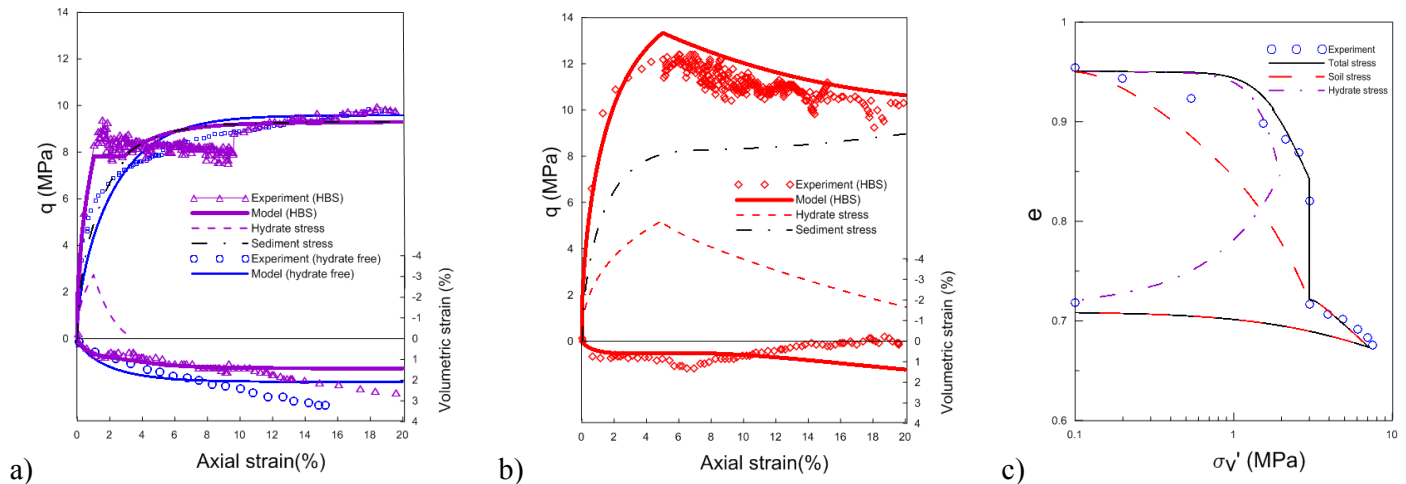 14
12
10
8
6
4
2
0
q (MPa)
Experiment (HBS)
Model (HBS)
Hydrate stress
Sediment stress
Experiment (hydrate free)
Model (hydrate free)
-4
-3
-2
-1
0
1
2
3
4
Volumetric strain (%)
0 2 4 6 8 10 12 14 16 18 20
Axial strain(%)
a)
14
12
10
8
6
4
2
0
q (MPa)
Experiment (HBS)
Model (HBS)
Hydrate stress
Sediment stress
-4
-3
-2
-1
0
1
2
3
4
Volumetric strain (%)
0 2 4 6 8 10 12 14 16 18 20
Axial strain(%)
b)
1
0.9
0.8
0.7
0.6
e
Experiment
Total stress
Soil stress
Hydrate stress
0.1 1 10
σv' (MPa)
c)